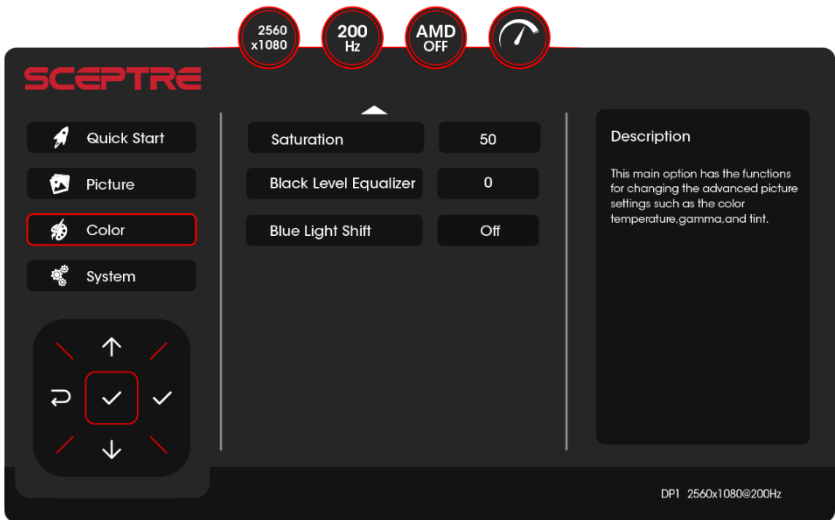 2560
x1080
200
Hz
AMD
OFF
SCEPTRE
Quick Start
Picture
Color
System
Saturation 50
Black Level Equalizer 0
Blue Light Shift Off
Description
This main option has the functions
for changing the advanced picture
settings such as the color
temperature,gamma,and tint.
DP1 2560x1080@200Hz